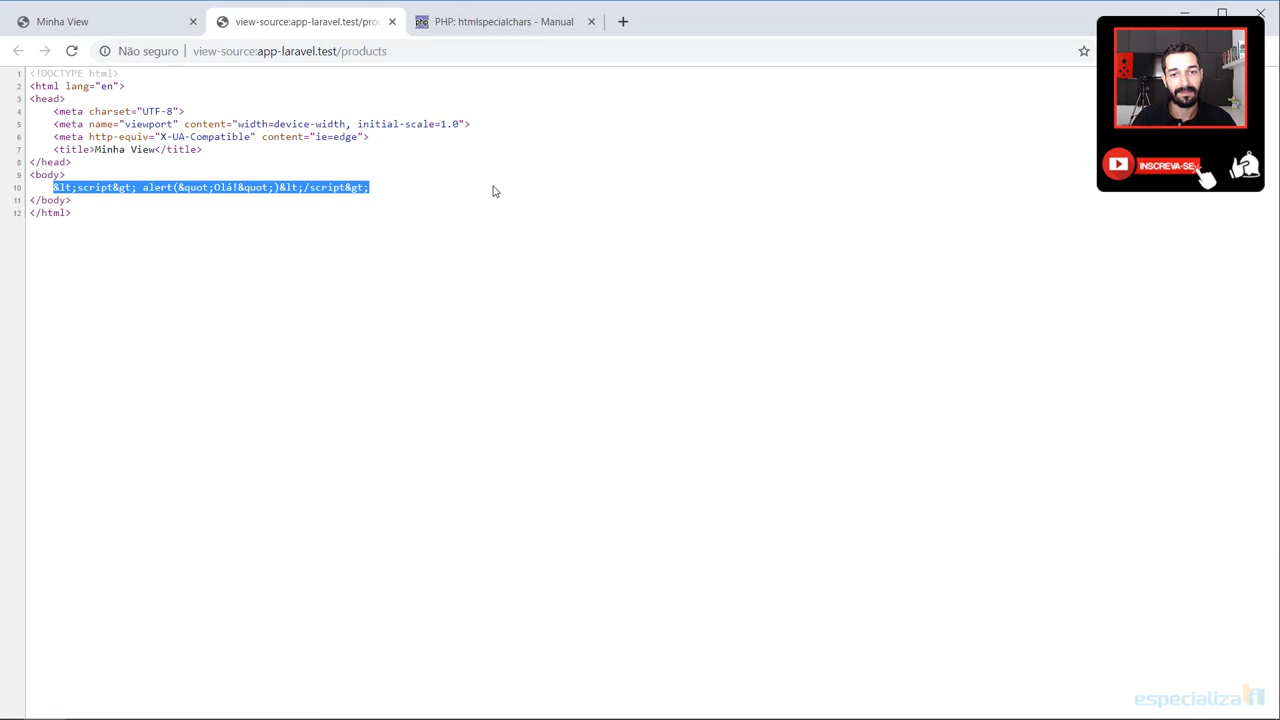 Minha View
view-source:app-laravel.test/proc
PHP: htmlspecialchars - Manual
Não seguro
view-source:app-laravel.test/products
1 <!DOCTYPE html>
2 <html lang="en">
3 <head>
4 <meta charset="UTF-8">
5 <meta name="viewport" content="width=device-width, initial-scale=1.0">
6 <meta http-equiv="X-UA-Compatible" content="ie=edge">
7 <title>Minha View</title>
8 </head>
9 <body>
10 &lt;script&gt; alert(&quot;Olá!&quot;)&lt;/script&gt;
11 </body>
12 </html>
INSCREVA-SE
especializati